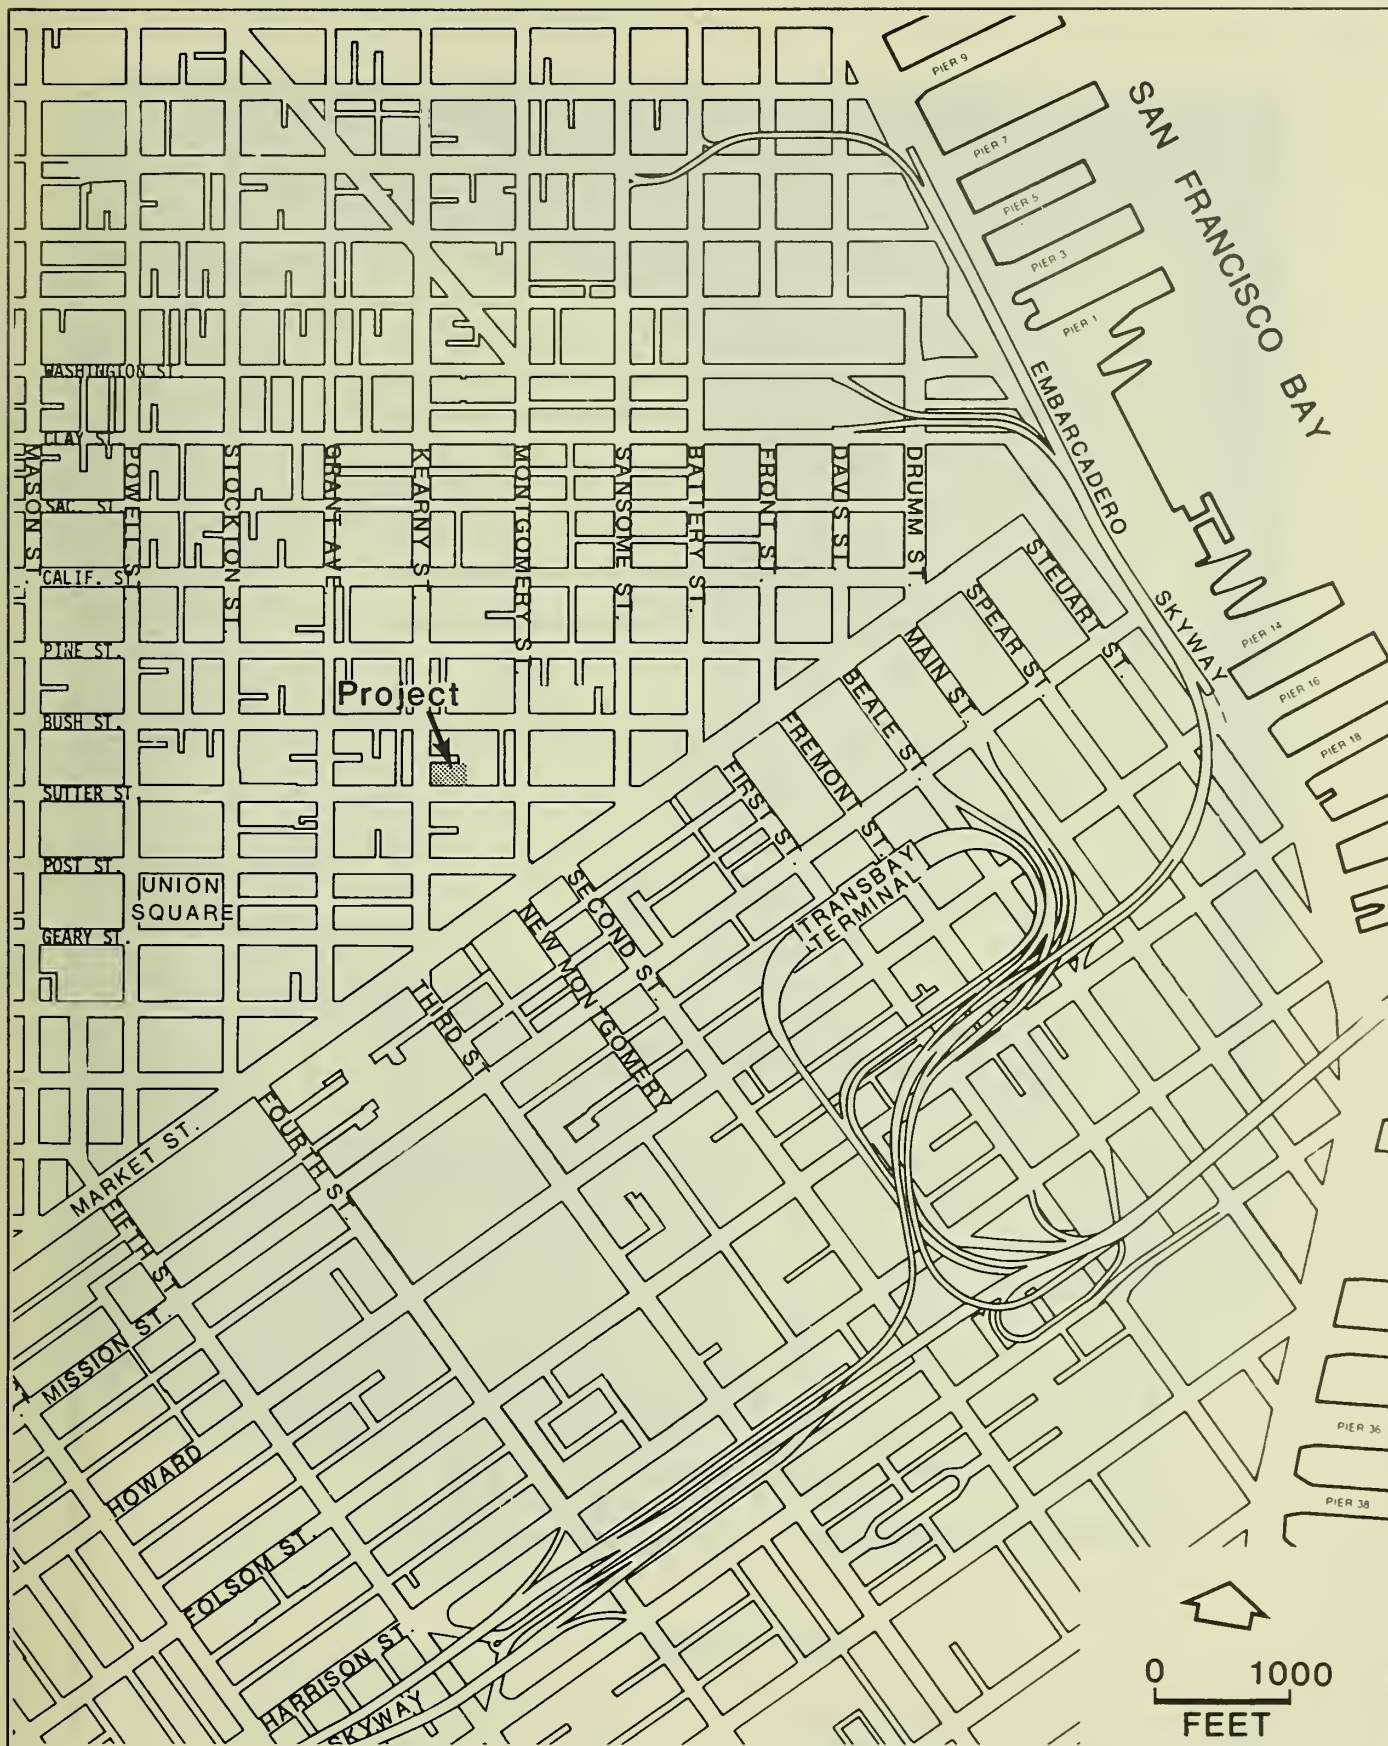 PIER 9
PIER 7
PIER 5
PIER 3
PIER 1
SAN FRANCISCO BAY
EMBARCADERO
SKYWAY
WASHINGTON ST.
CLAY ST.
SAC. ST.
CALIF. ST.
PINE ST.
BUSH ST.
SUTTER ST.
POST ST.
GEARY ST.
MASON ST.
POWELL ST.
STOCKTON ST.
GRANT AVE.
KEARNY ST.
MONTGOMERY ST.
SANSOME ST.
BATTERY ST.
FRONT ST.
DAVIS ST.
DRUMM ST.
STEUART ST.
SPEAR ST.
MAIN ST.
BEALE ST.
FREMONT ST.
FIRST ST.
SECOND ST.
NEW MONTGOMERY
THIRD ST.
FOURTH ST.
FIFTH ST.
PIER 14
PIER 16
PIER 18
Project
UNION
SQUARE
TRANSBAY
TERMINAL
MARKET ST.
MISSION ST.
HOWARD
FOLSOM ST.
HARRISON ST.
SKYWAY
PIER 36
PIER 38
0 1000
FEET